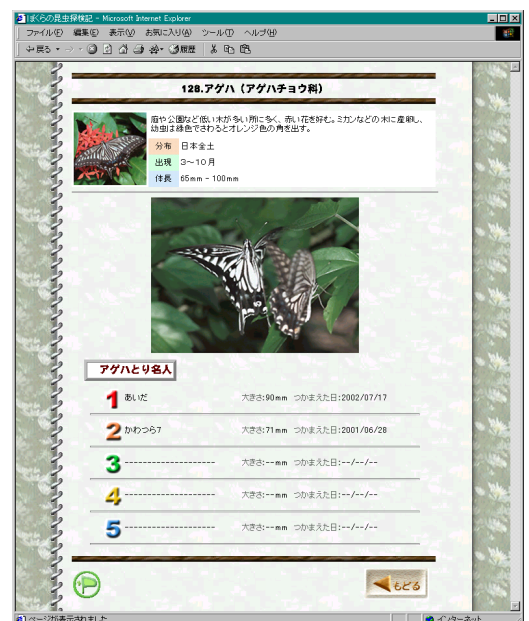 ぼくらの昆虫探検記 - Microsoft Internet Explorer
ファイル(F) 編集(E) 表示(V) お気に入り(A) ツール(T) ヘルプ(H)
戻る 履歴
128.アゲハ（アゲハチョウ科）
庭や公園など低い木が多い所に多く、赤い花を好む。ミカンなどの木に産卵し、
幼虫は緑色でさわるとオレンジ色の角を出す。
分布 日本全土
出現 3～10月
体長 65mm - 100mm
アゲハとり名人
1 あいだ 大きさ:90mm つかまえた日:2002/07/17
2 かわつら7 大きさ:71mm つかまえた日:2001/06/28
3 -------------------- 大きさ:--mm つかまえた日:--/--/--
4 -------------------- 大きさ:--mm つかまえた日:--/--/--
5 -------------------- 大きさ:--mm つかまえた日:--/--/--
もどる
ページが表示されました インターネット